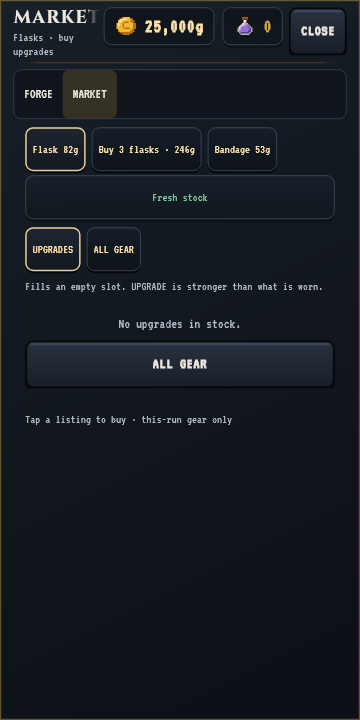 MARKET
Flasks · buy
upgrades
25,000g
0
CLOSE
FORGE
MARKET
Flask 82g
Buy 3 flasks · 246g
Bandage 53g
Fresh stock
UPGRADES
ALL GEAR
Fills an empty slot. UPGRADE is stronger than what is worn.
No upgrades in stock.
ALL GEAR
Tap a listing to buy · this-run gear only